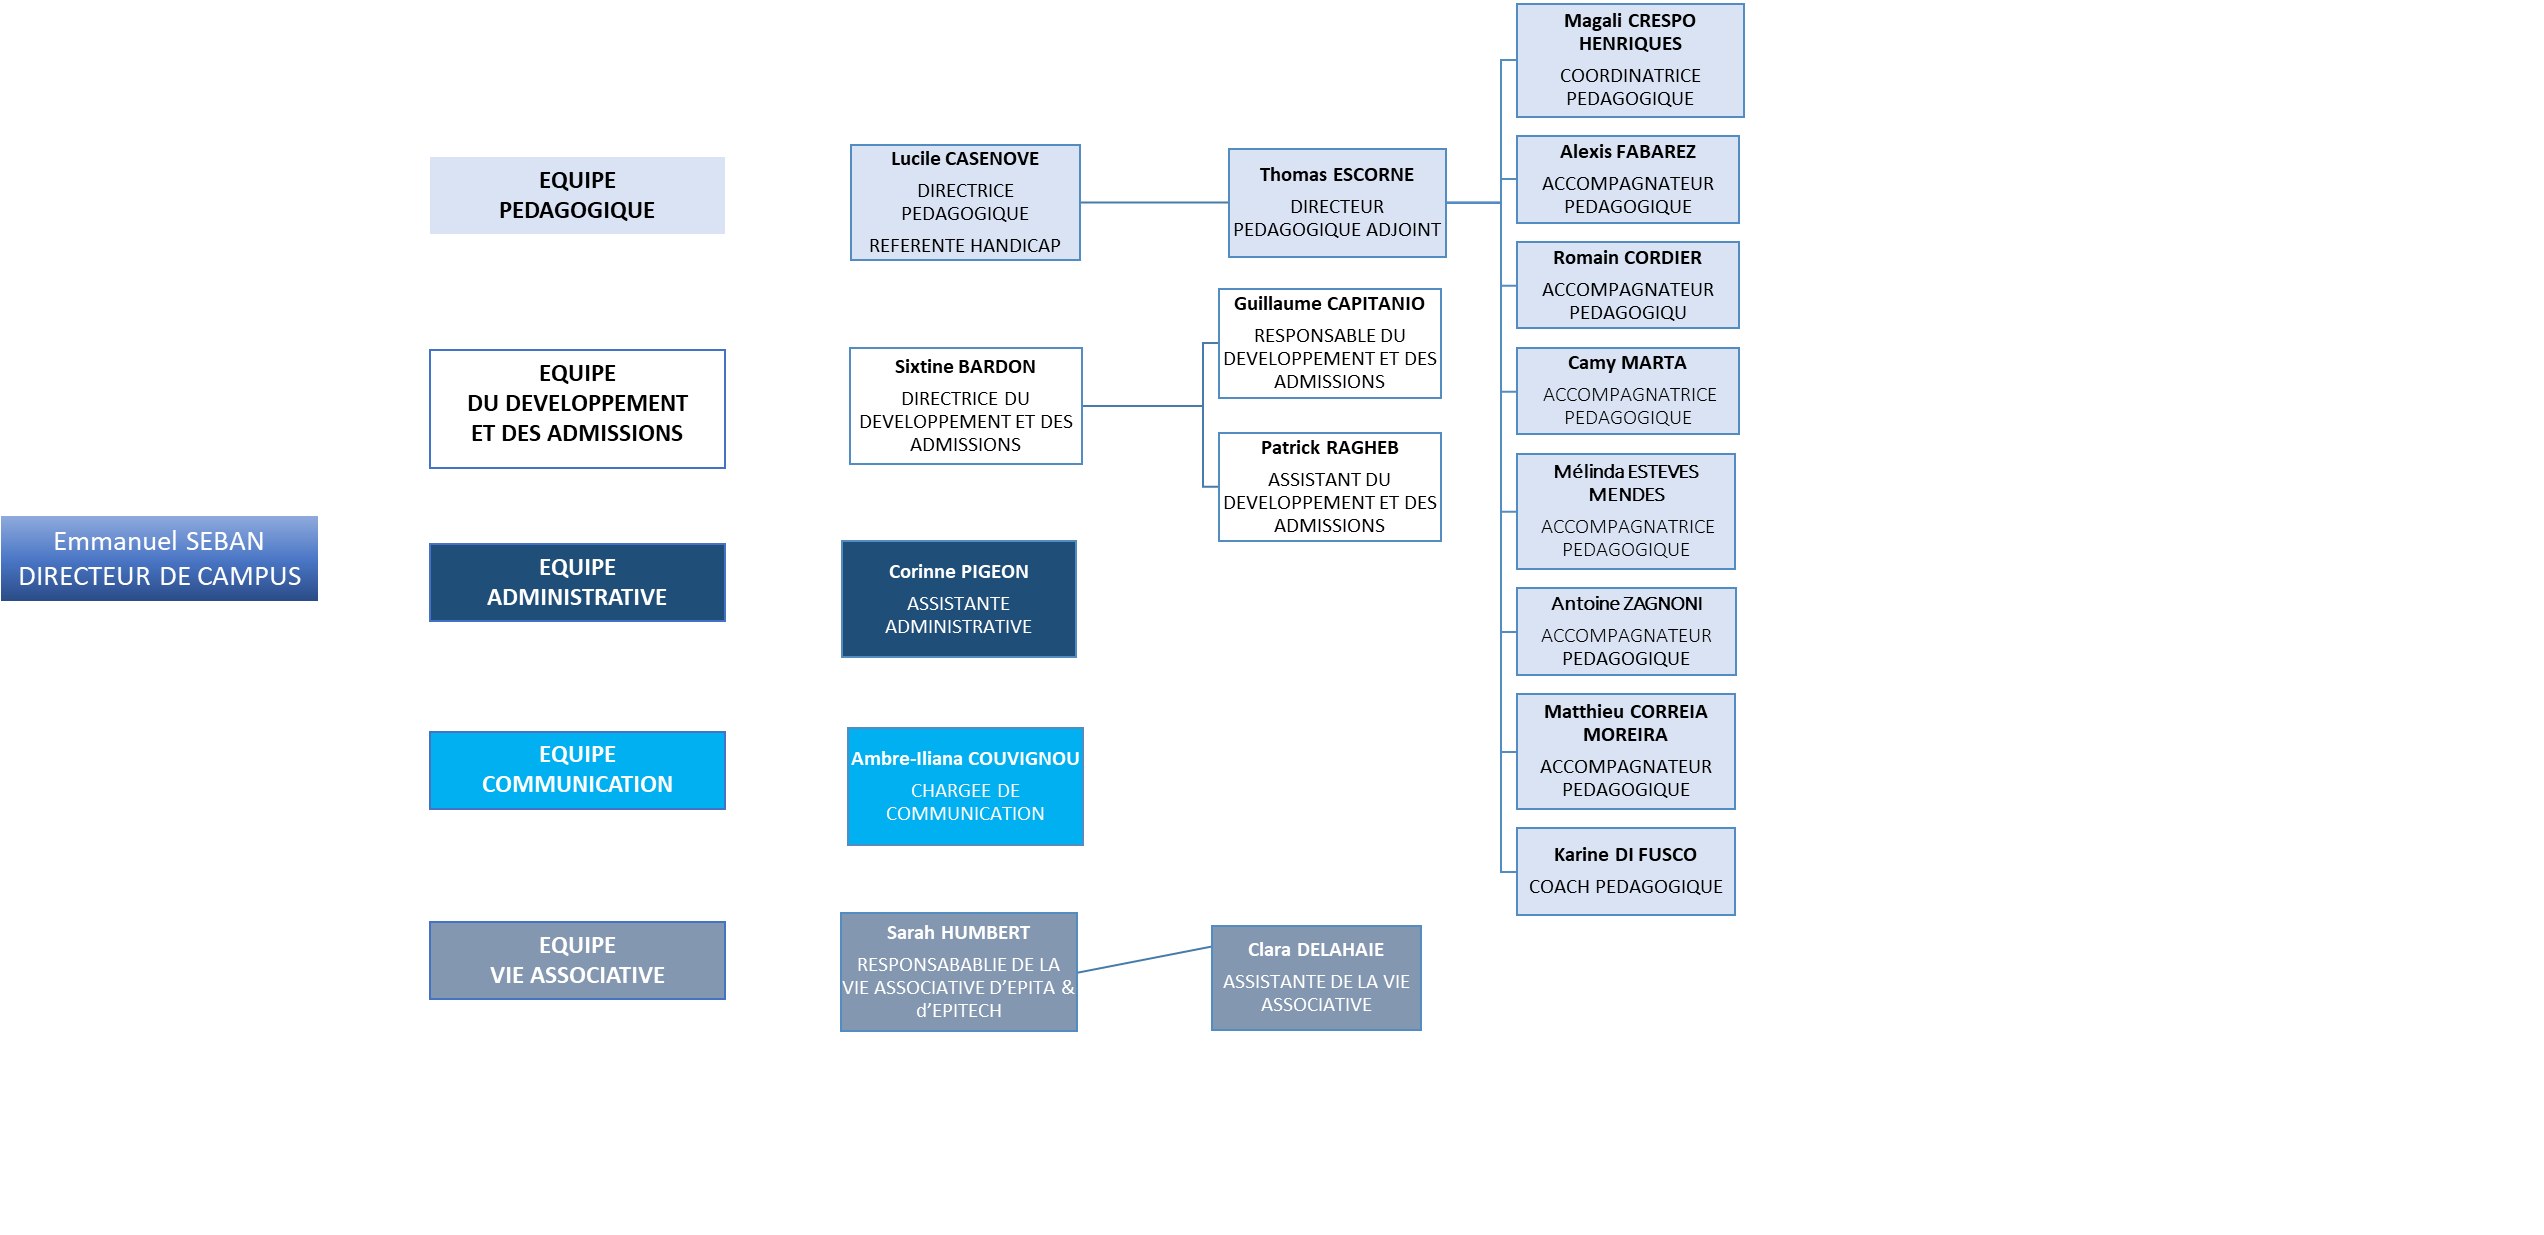 Emmanuel SEBAN
DIRECTEUR DE CAMPUS
EQUIPE
PEDAGOGIQUE
Lucile CASENOVE
DIRECTRICE
PEDAGOGIQUE
REFERENTE HANDICAP
Thomas ESCORNE
DIRECTEUR
PEDAGOGIQUE ADJOINT
Magali CRESPO
HENRIQUES
COORDINATRICE
PEDAGOGIQUE
Alexis FABAREZ
ACCOMPAGNATEUR
PEDAGOGIQUE
Romain CORDIER
ACCOMPAGNATEUR
PEDAGOGIQU
Camy MARTA
ACCOMPAGNATRICE
PEDAGOGIQUE
Mélinda ESTEVES
MENDES
ACCOMPAGNATRICE
PEDAGOGIQUE
Antoine ZAGNONI
ACCOMPAGNATEUR
PEDAGOGIQUE
Matthieu CORREIA
MOREIRA
ACCOMPAGNATEUR
PEDAGOGIQUE
Karine DI FUSCO
COACH PEDAGOGIQUE
EQUIPE
DU DEVELOPPEMENT
ET DES ADMISSIONS
Sixtine BARDON
DIRECTRICE DU
DEVELOPPEMENT ET DES
ADMISSIONS
Guillaume CAPITANIO
RESPONSABLE DU
DEVELOPPEMENT ET DES
ADMISSIONS
Patrick RAGHEB
ASSISTANT DU
DEVELOPPEMENT ET DES
ADMISSIONS
EQUIPE
ADMINISTRATIVE
Corinne PIGEON
ASSISTANTE
ADMINISTRATIVE
EQUIPE
COMMUNICATION
Ambre-Iliana COUVIGNOU
CHARGEE DE
COMMUNICATION
EQUIPE
VIE ASSOCIATIVE
Sarah HUMBERT
RESPONSABABLIE DE LA
VIE ASSOCIATIVE D’EPITA &
d’EPITECH
Clara DELAHAIE
ASSISTANTE DE LA VIE
ASSOCIATIVE